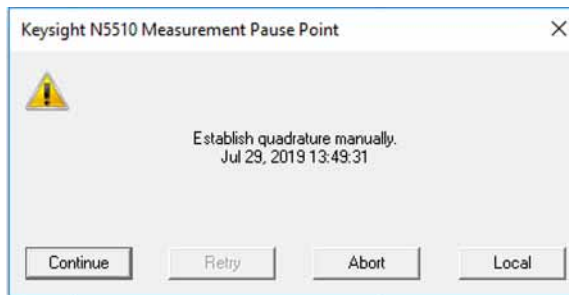 Keysight N5510 Measurement Pause Point
Establish quadrature manually.
Jul 29, 2019 13:49:31
Continue Retry Abort Local